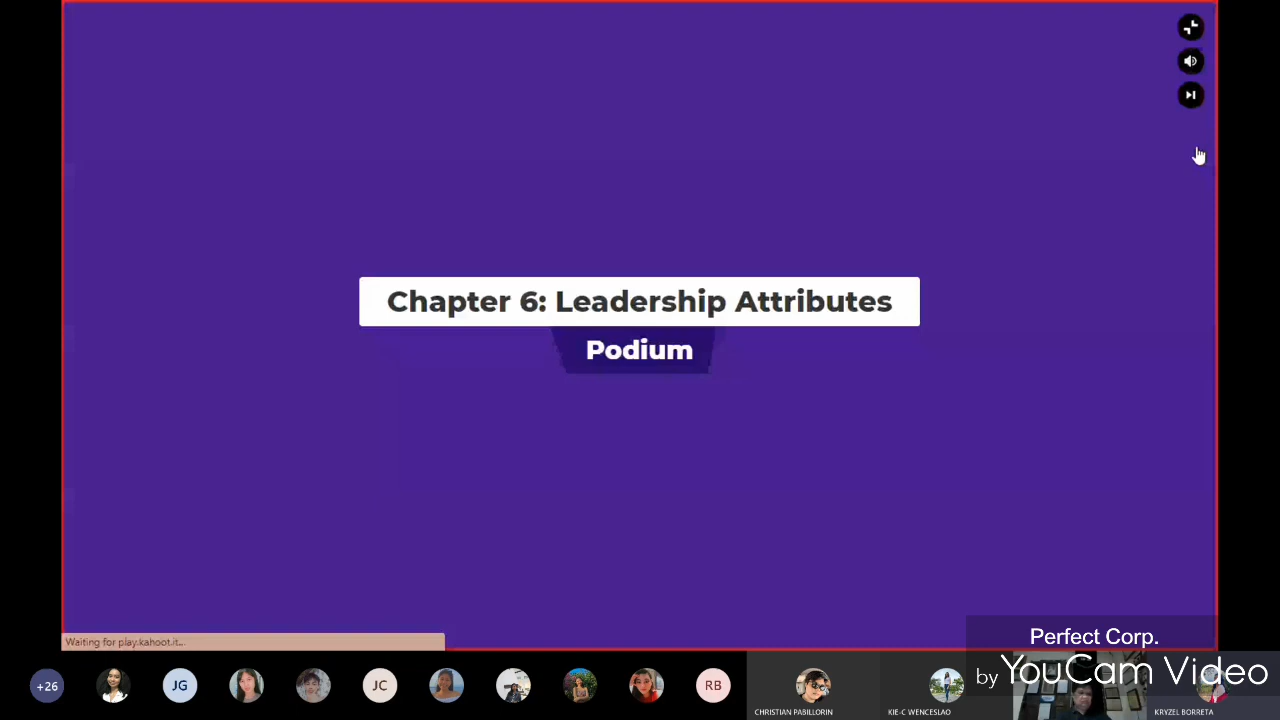 Chapter 6: Leadership Attributes
Podium
Waiting for play.kahoot.it...
Perfect Corp.
by YouCam Video
+26
JG
JC
RB
CHRISTIAN PABILLORIN
KIE-C WENCESLAO
KRYZEL BORRETA